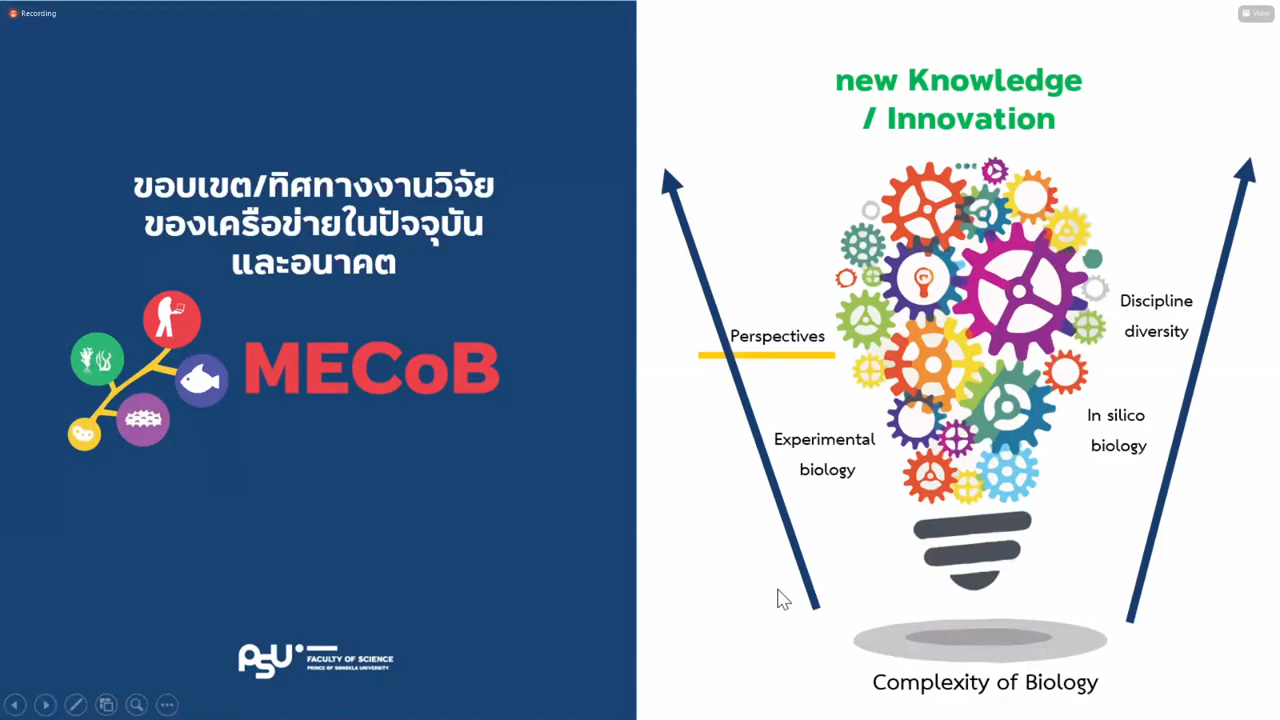 Recording
View
ขอบเขต/ทิศทางงานวิจัย
ของเครือข่ายในปัจจุบัน
และอนาคต
MECoB
PSU
FACULTY OF SCIENCE
PRINCE OF SONGKLA UNIVERSITY
new Knowledge
/ Innovation
Perspectives
Discipline
diversity
Experimental
biology
In silico
biology
Complexity of Biology